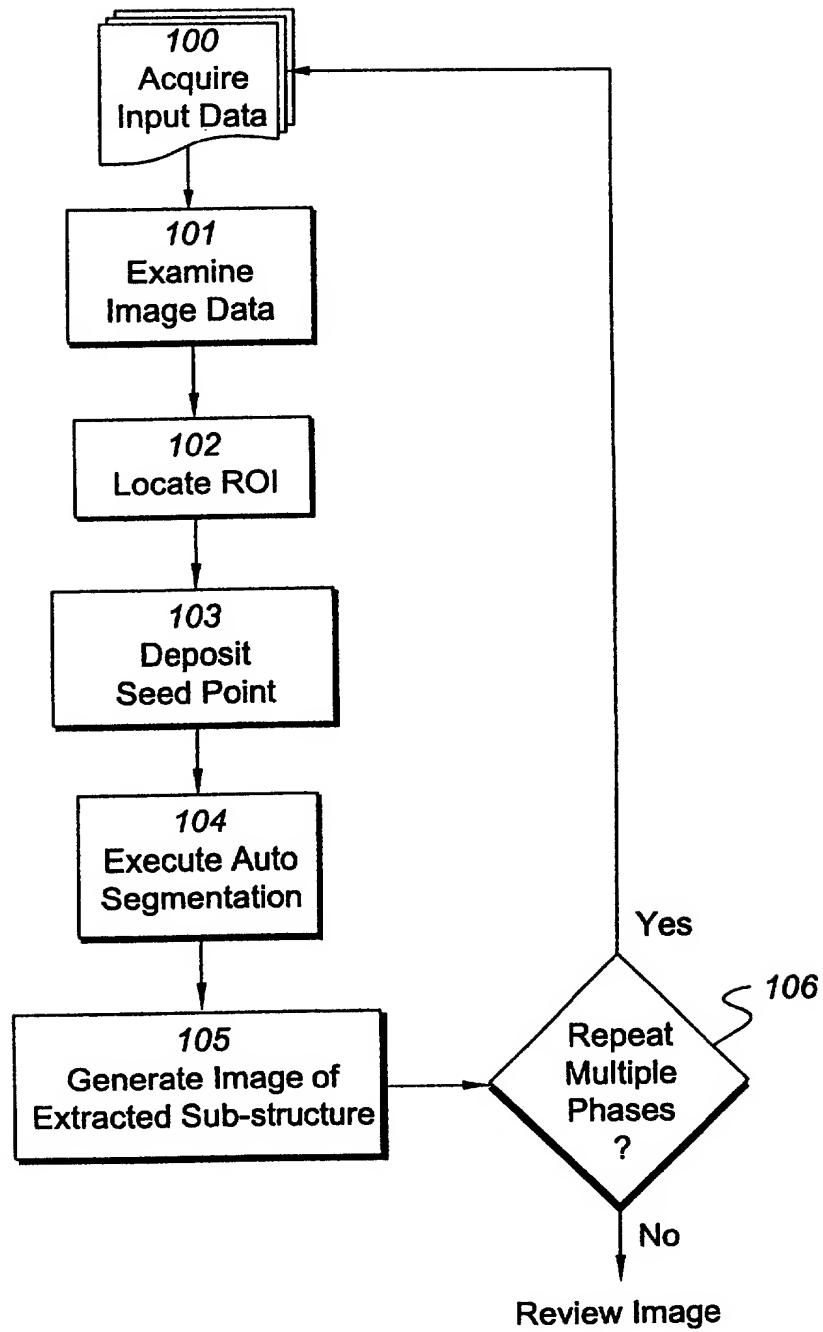 100
Acquire
Input Data
101
Examine
Image Data
102
Locate ROI
103
Deposit
Seed Point
104
Execute Auto
Segmentation
105
Generate Image of
Extracted Sub-structure
Yes
106
Repeat
Multiple
Phases
?
No
Review Image